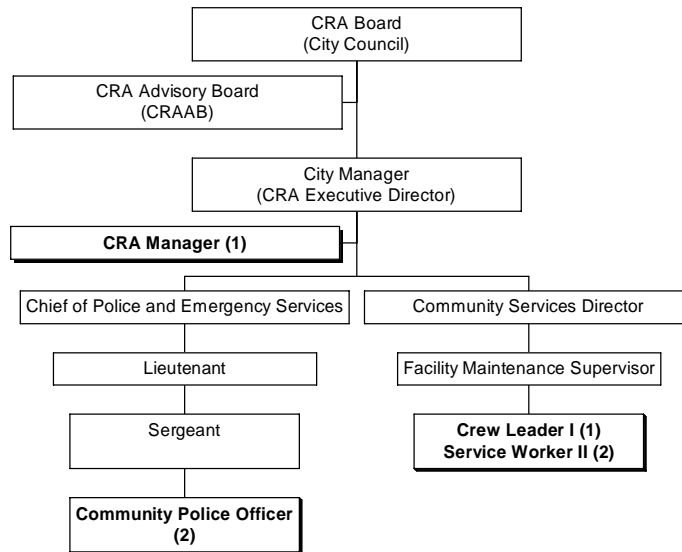 CRA Board
(City Council)
CRA Advisory Board
(CRAAB)
City Manager
(CRA Executive Director)
CRA Manager (1)
Chief of Police and Emergency Services
Community Services Director
Lieutenant
Facility Maintenance Supervisor
Sergeant
Crew Leader I (1)
Service Worker II (2)
Community Police Officer
(2)